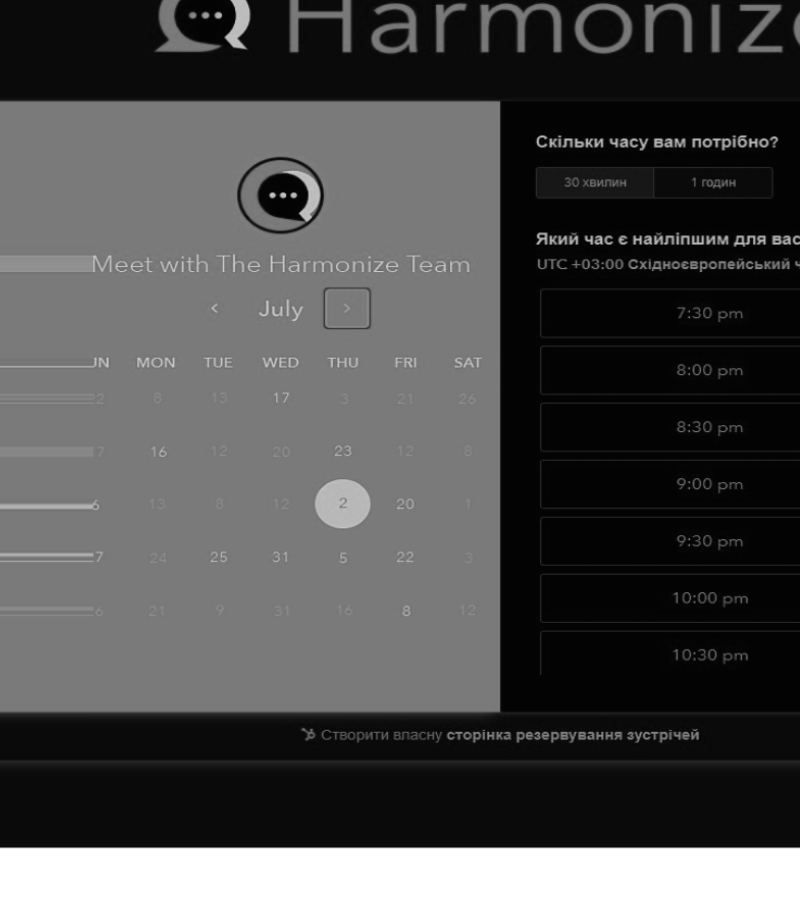 Harmonize
Meet with The Harmonize Team
< July >
UN MON TUE WED THU FRI SAT
2 8 13 17 3 21 26
7 16 12 20 23 12 8
6 13 8 12 2 20 1
7 24 25 31 5 22 3
6 21 9 31 16 8 12
Скільки часу вам потрібно?
30 хвилин 1 годин
Який час є найліпшим для вас
UTC +03:00 Східноєвропейський ч
7:30 pm
8:00 pm
8:30 pm
9:00 pm
9:30 pm
10:00 pm
10:30 pm
Створити власну сторінка резервування зустрічей